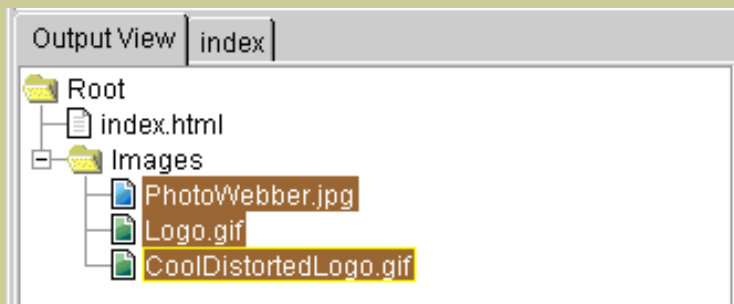 Output View index
Root
index.html
Images
PhotoWebber.jpg
Logo.gif
CoolDistortedLogo.gif